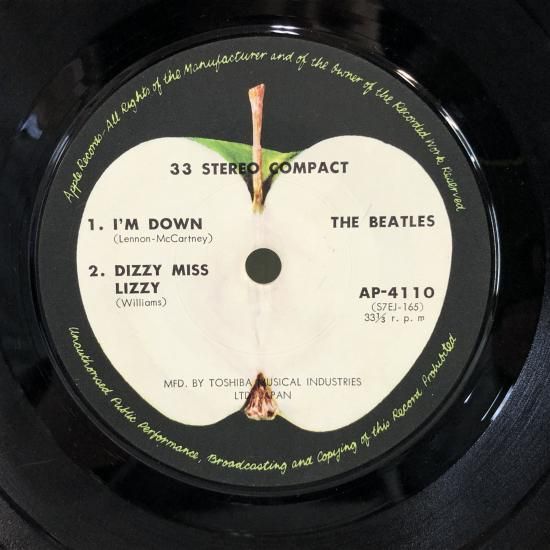 Apple Records—All Rights of the Manufacturer and of the Owner of the Recorded Work Reserved
33 STEREO COMPACT
1. I'M DOWN
(Lennon-McCartney)
THE BEATLES
2. DIZZY MISS
LIZZY
(Williams)
AP-4110
(S7EJ-165)
33⅓ r. p. m
MFD. BY TOSHIBA MUSICAL INDUSTRIES
LTD. JAPAN
Unauthorised Public Performance, Broadcasting and Copying of this Record Prohibited